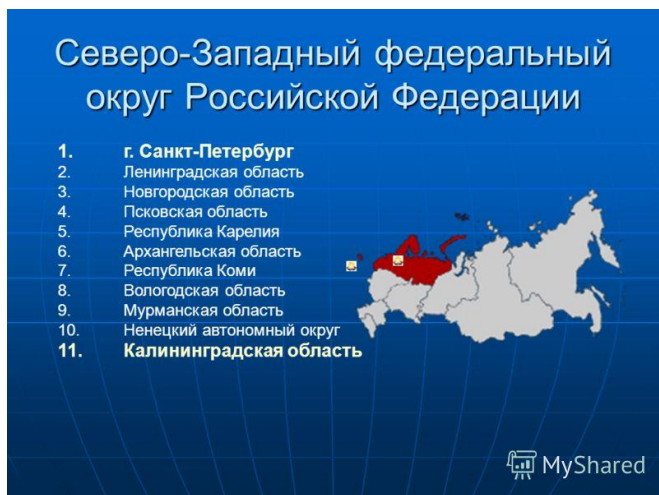 Северо-Западный федеральный
округ Российской Федерации
1. г. Санкт-Петербург
2. Ленинградская область
3. Новгородская область
4. Псковская область
5. Республика Карелия
6. Архангельская область
7. Республика Коми
8. Вологодская область
9. Мурманская область
10. Ненецкий автономный округ
11. Калининградская область
MyShared